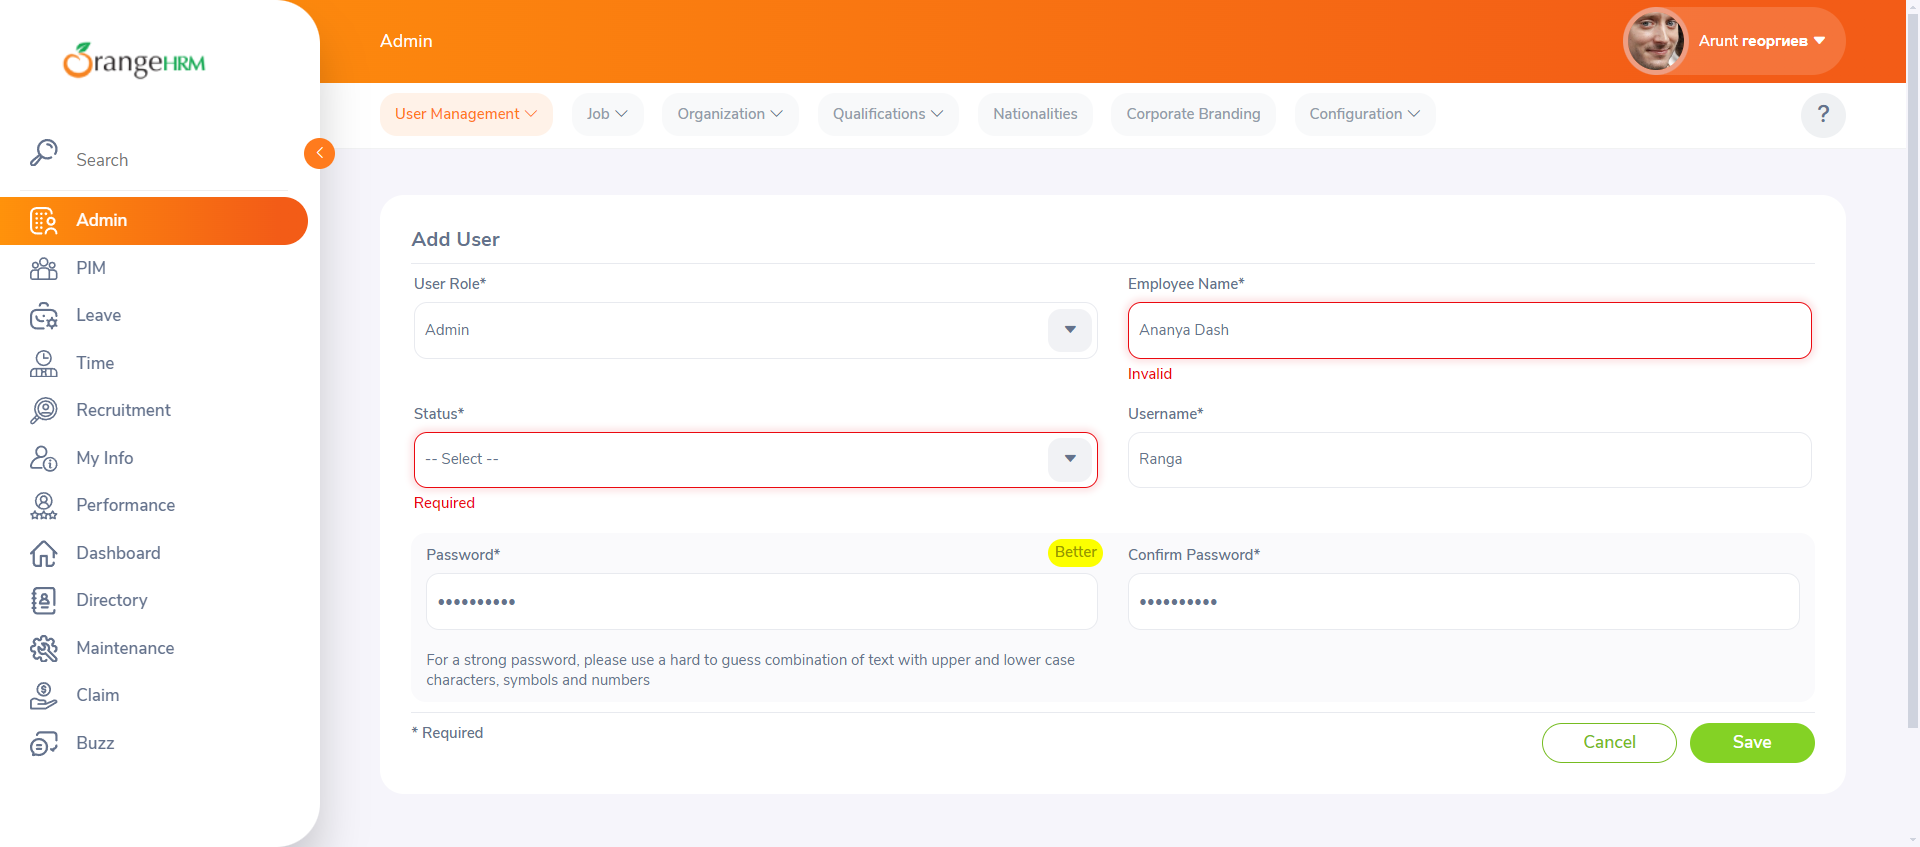 OrangeHRM
Admin
Arunt георгиев
User Management
Job
Organization
Qualifications
Nationalities
Corporate Branding
Configuration
?
Search
Admin
PIM
Leave
Time
Recruitment
My Info
Performance
Dashboard
Directory
Maintenance
Claim
Buzz
Add User
User Role*
Employee Name*
Admin
Ananya Dash
Invalid
Status*
Username*
-- Select --
Ranga
Required
Password*
Better
Confirm Password*
••••••••••
••••••••••
For a strong password, please use a hard to guess combination of text with upper and lower case
characters, symbols and numbers
* Required
Cancel
Save